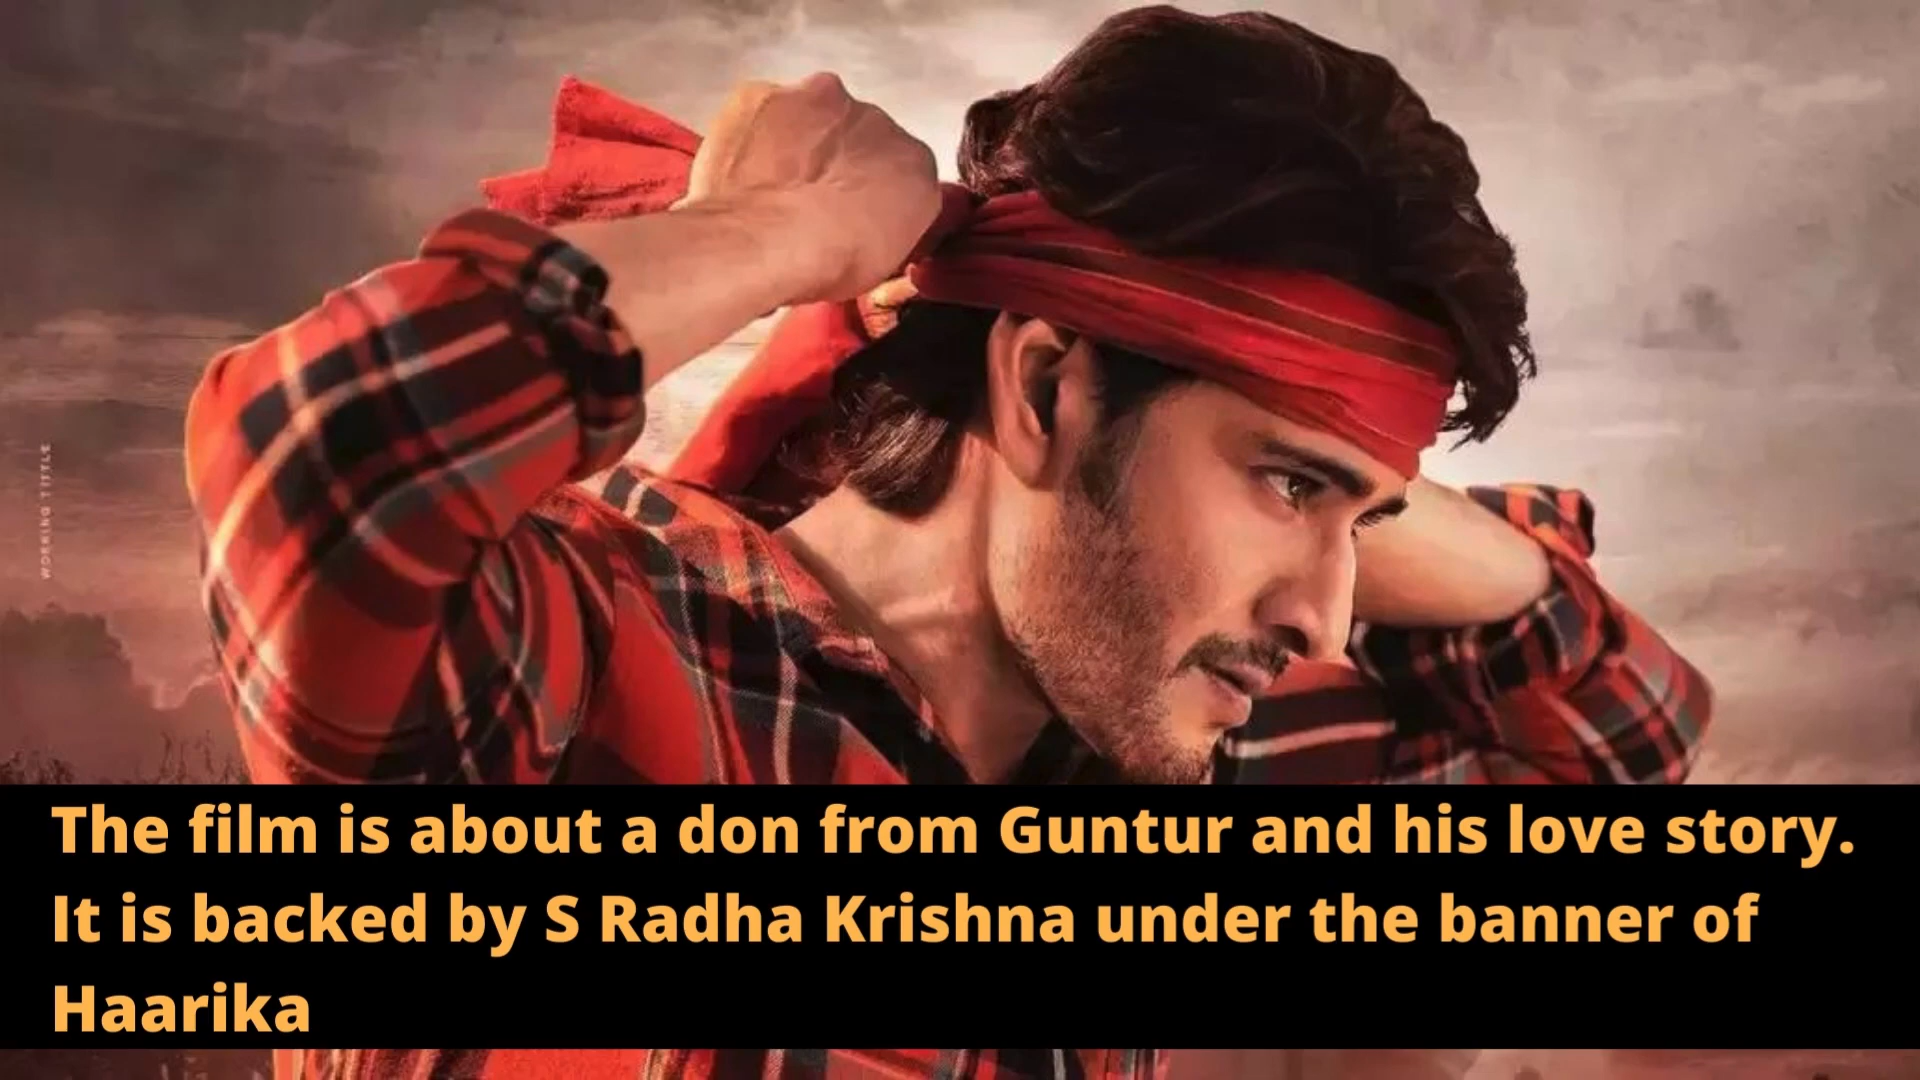 WORKING TITLE
The film is about a don from Guntur and his love story.
It is backed by S Radha Krishna under the banner of
Haarika